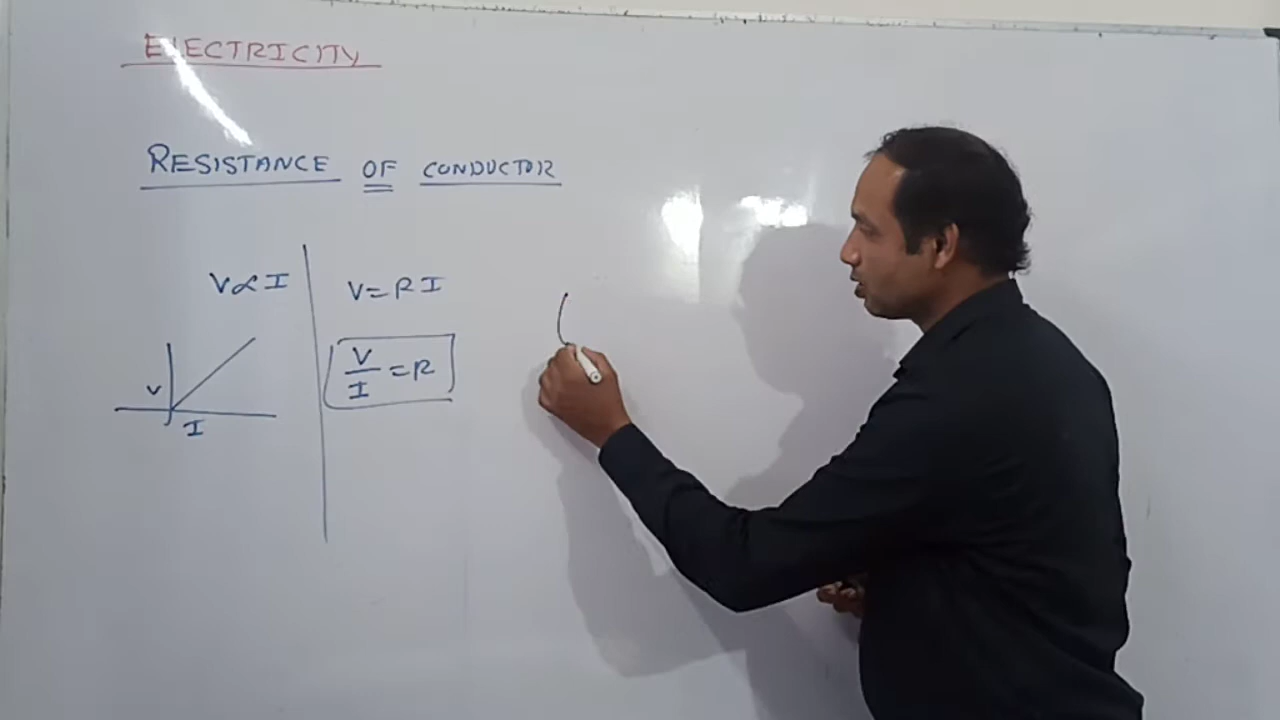 ELECTRICITY
RESISTANCE OF CONDUCTOR
V∝I
V=RI
V/I=R
V
I